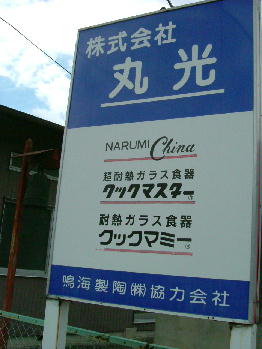 株式会社
丸光
NARUMI China
超耐熱ガラス食器
クックマスター®
耐熱ガラス食器
クックマミー®
鳴海製陶㈱協力会社